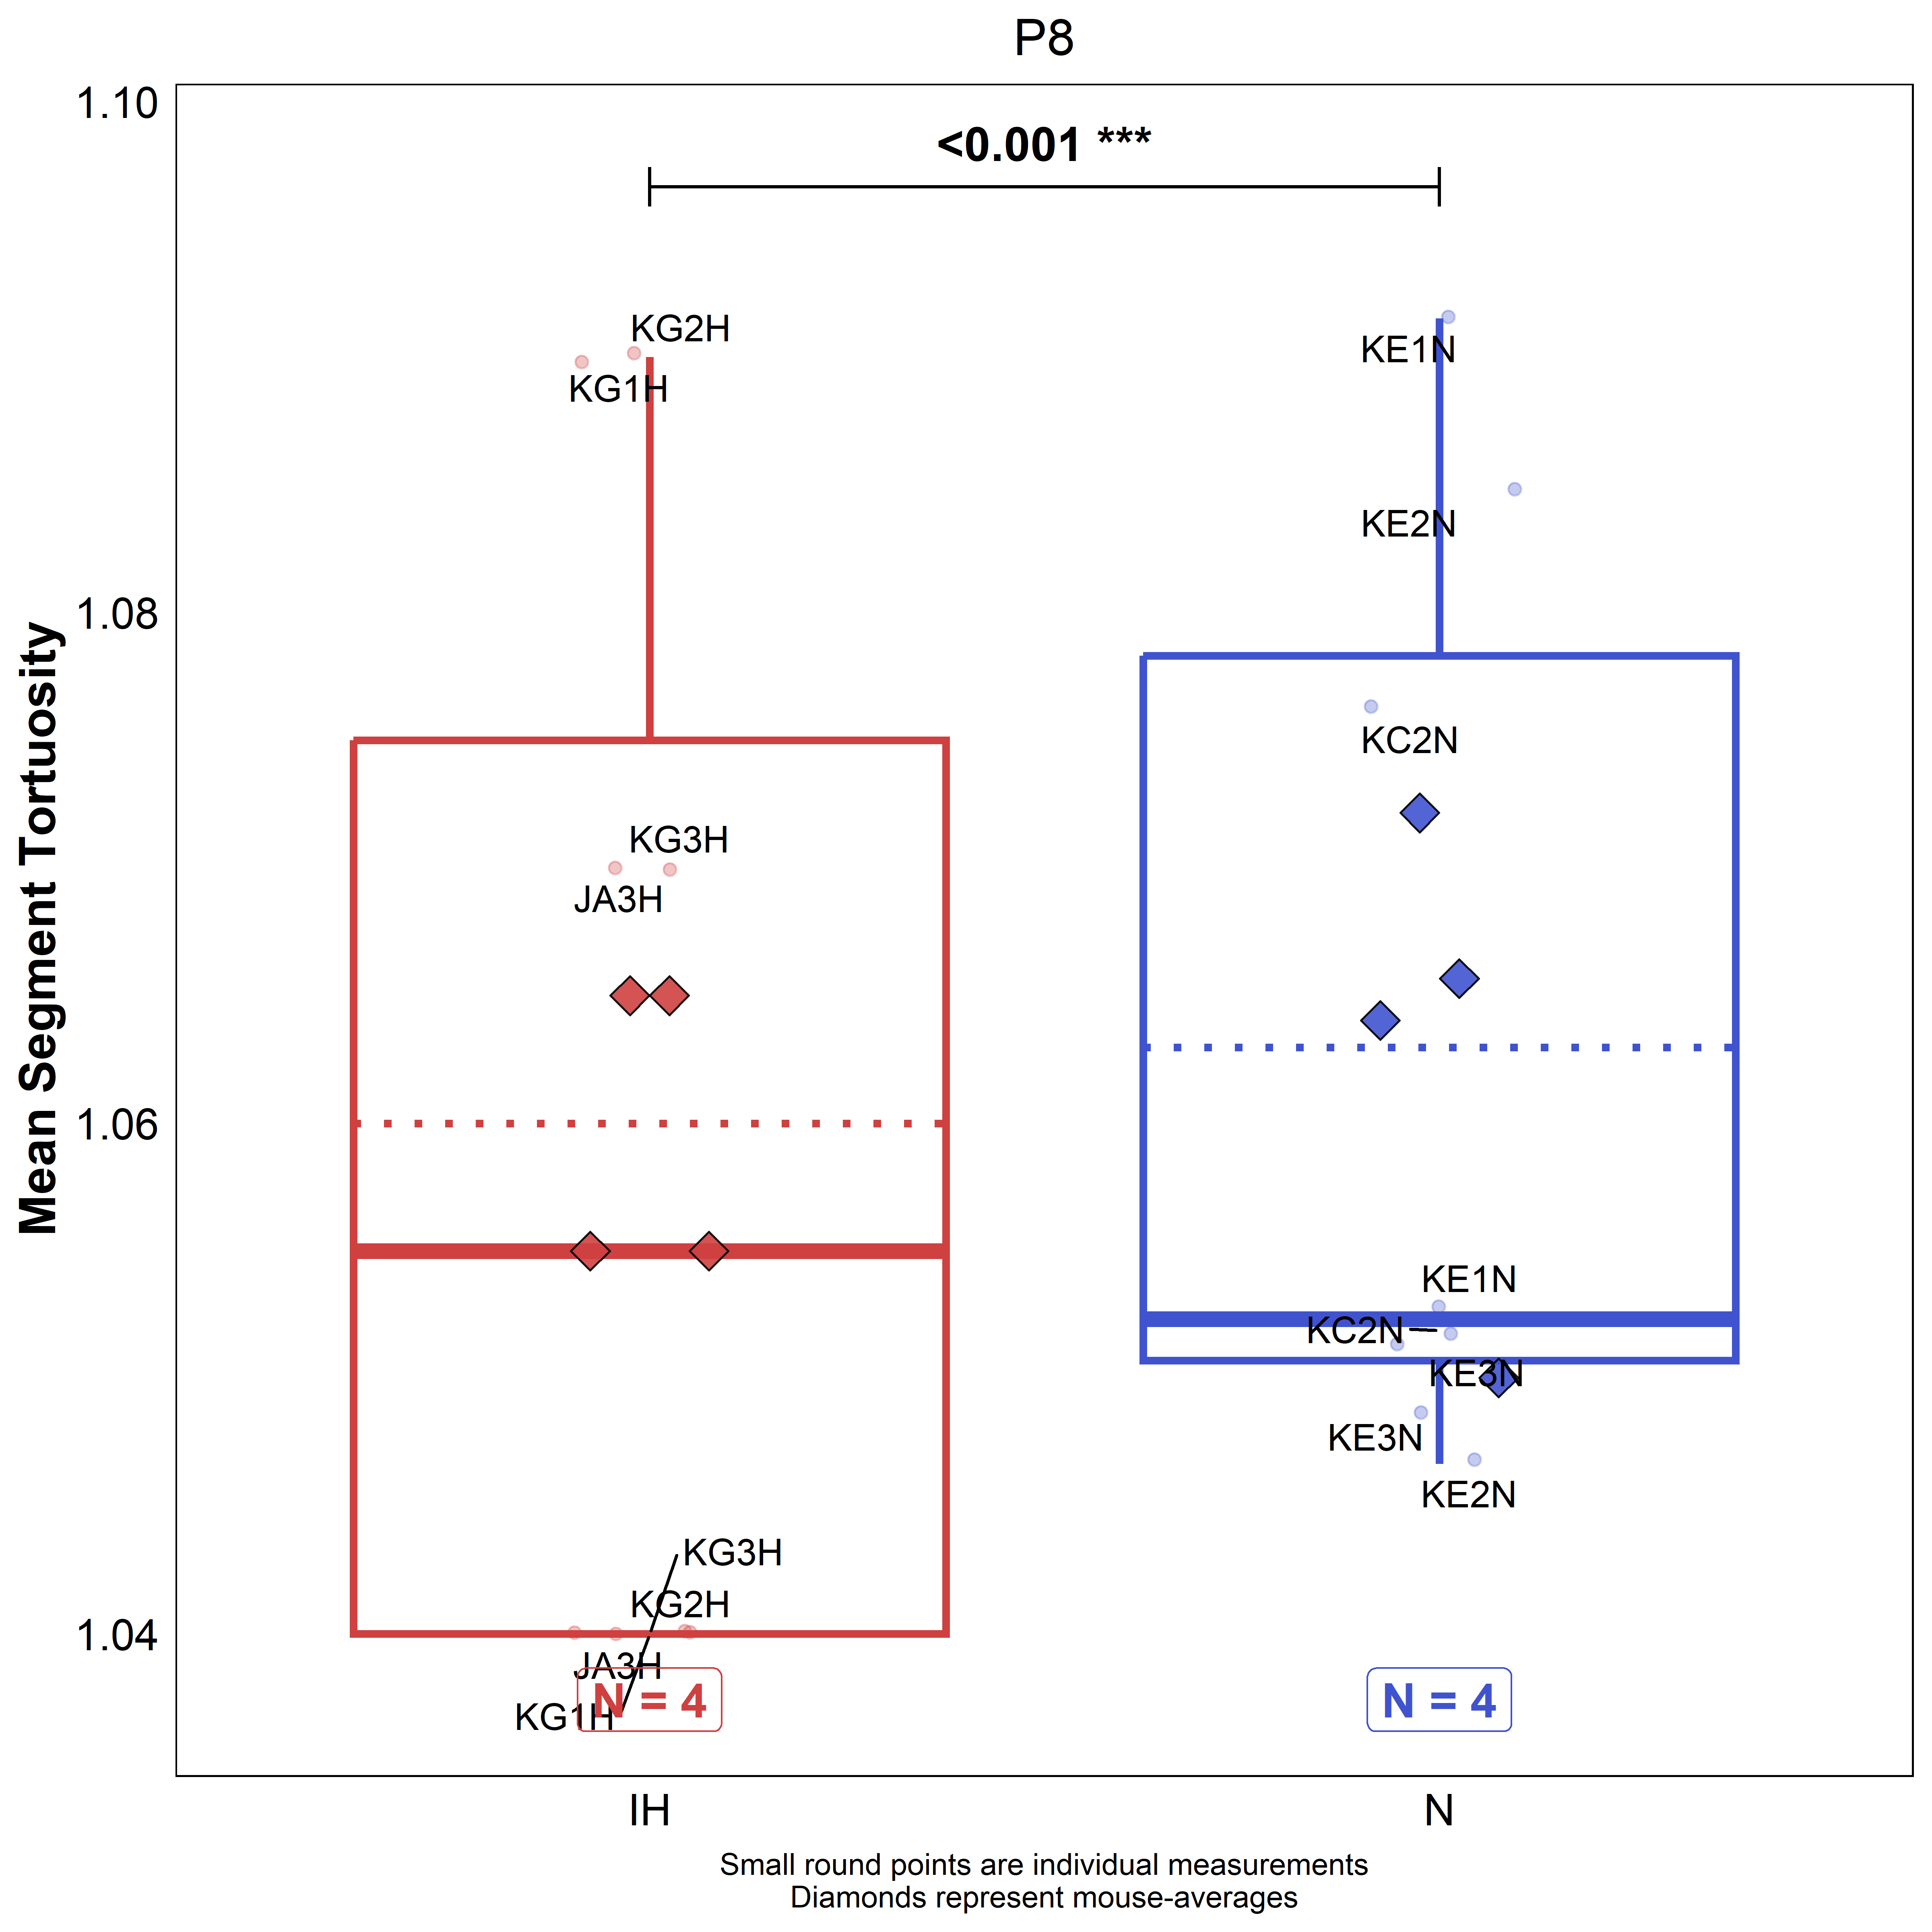 P8
1.10
<0.001 ***
KG2H
KE1N
KG1H
KE2N
1.08
KC2N
KG3H
JA3H
Mean Segment Tortuosity
1.06
KE1N
KC2N
KE3N
KE3N
KE2N
KG3H
KG2H
1.04
JA3H
KG1H
N = 4
N = 4
IH
N
Small round points are individual measurements
Diamonds represent mouse-averages